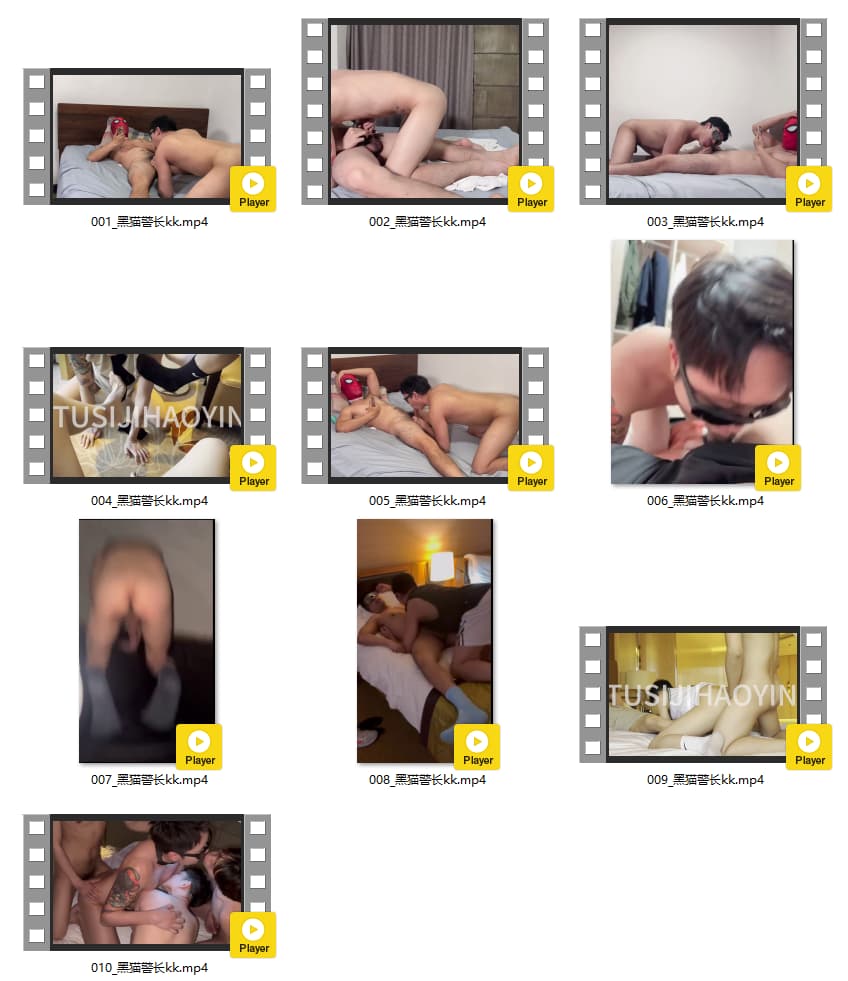 Player
Player
Player
001_黑猫警长kk.mp4
002_黑猫警长kk.mp4
003_黑猫警长kk.mp4
TUSIJIHAOYIN
Player
Player
Player
004_黑猫警长kk.mp4
005_黑猫警长kk.mp4
006_黑猫警长kk.mp4
TUSIJIHAOYIN
Player
Player
Player
007_黑猫警长kk.mp4
008_黑猫警长kk.mp4
009_黑猫警长kk.mp4
Player
010_黑猫警长kk.mp4